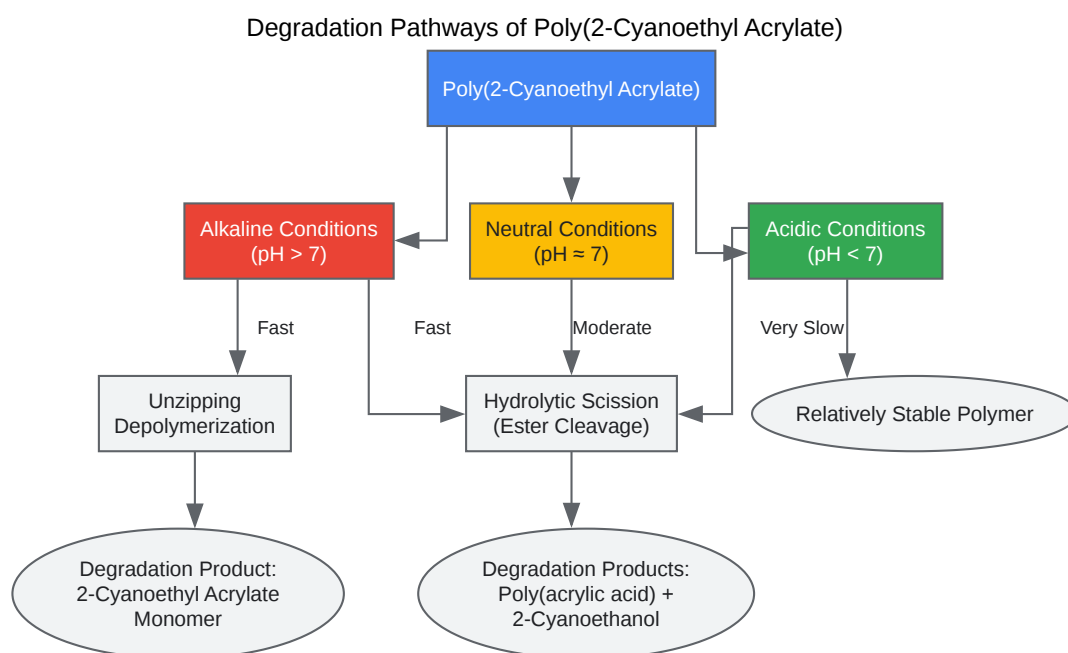 Degradation Pathways of Poly(2-Cyanoethyl Acrylate)
Poly(2-Cyanoethyl Acrylate)
Alkaline Conditions
(pH > 7)
Neutral Conditions
(pH ≈ 7)
Acidic Conditions
(pH < 7)
Fast
Fast
Moderate
Very Slow
Unzipping
Depolymerization
Hydrolytic Scission
(Ester Cleavage)
Relatively Stable Polymer
Degradation Product:
2-Cyanoethyl Acrylate
Monomer
Degradation Products:
Poly(acrylic acid) +
2-Cyanoethanol